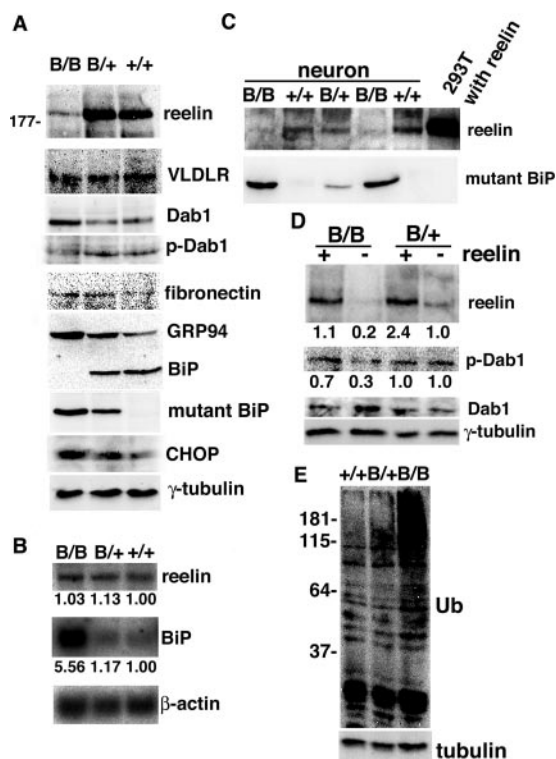 A
B/B B/+ +/+
177-
reelin
VLDLR
Dab1
p-Dab1
fibronectin
GRP94
BiP
mutant BiP
CHOP
γ-tubulin
B
B/B B/+ +/+
reelin
1.03 1.13 1.00
BiP
5.56 1.17 1.00
β-actin
C
neuron
B/B +/+ B/+ B/B +/+
293T
with reelin
reelin
mutant BiP
D
B/B B/+
+ - + - reelin
reelin
1.1 0.2 2.4 1.0
p-Dab1
0.7 0.3 1.0 1.0
Dab1
γ-tubulin
E
+/+ B/+ B/B
181-
115-
64-
37-
Ub
tubulin